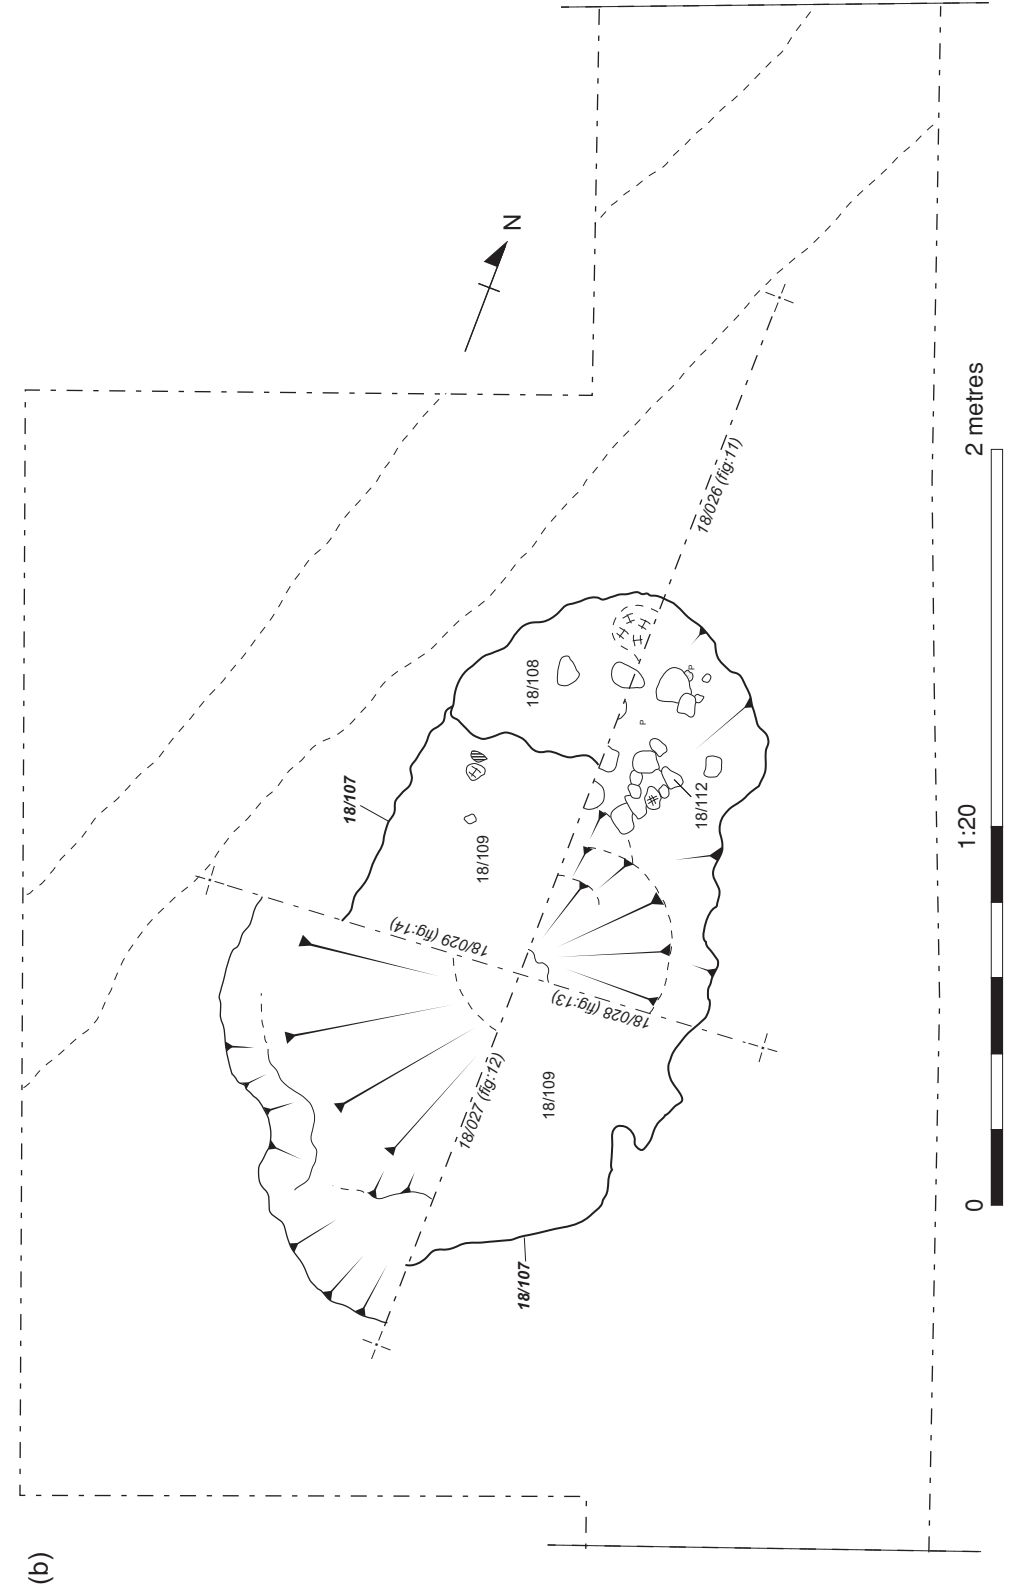 (b)
N
18/107
18/108
18/109
18/029 (fig:14)
18/026 (fig:11)
P
P
18/112
18/028 (fig:13)
18/027 (fig:12)
18/109
18/107
0
1:20
2 metres